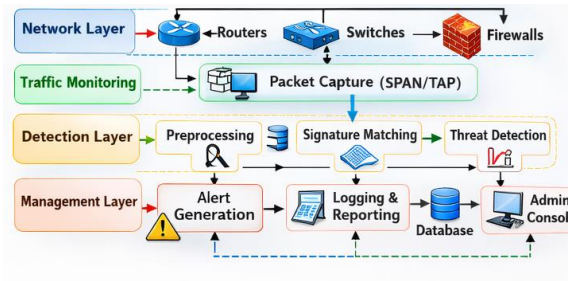 Network Layer
Routers
Switches
Firewalls
Traffic Monitoring
Packet Capture (SPAN/TAP)
Detection Layer
Preprocessing
Signature Matching
Threat Detection
Management Layer
Alert
Generation
Logging &
Reporting
Database
Admin
Consol